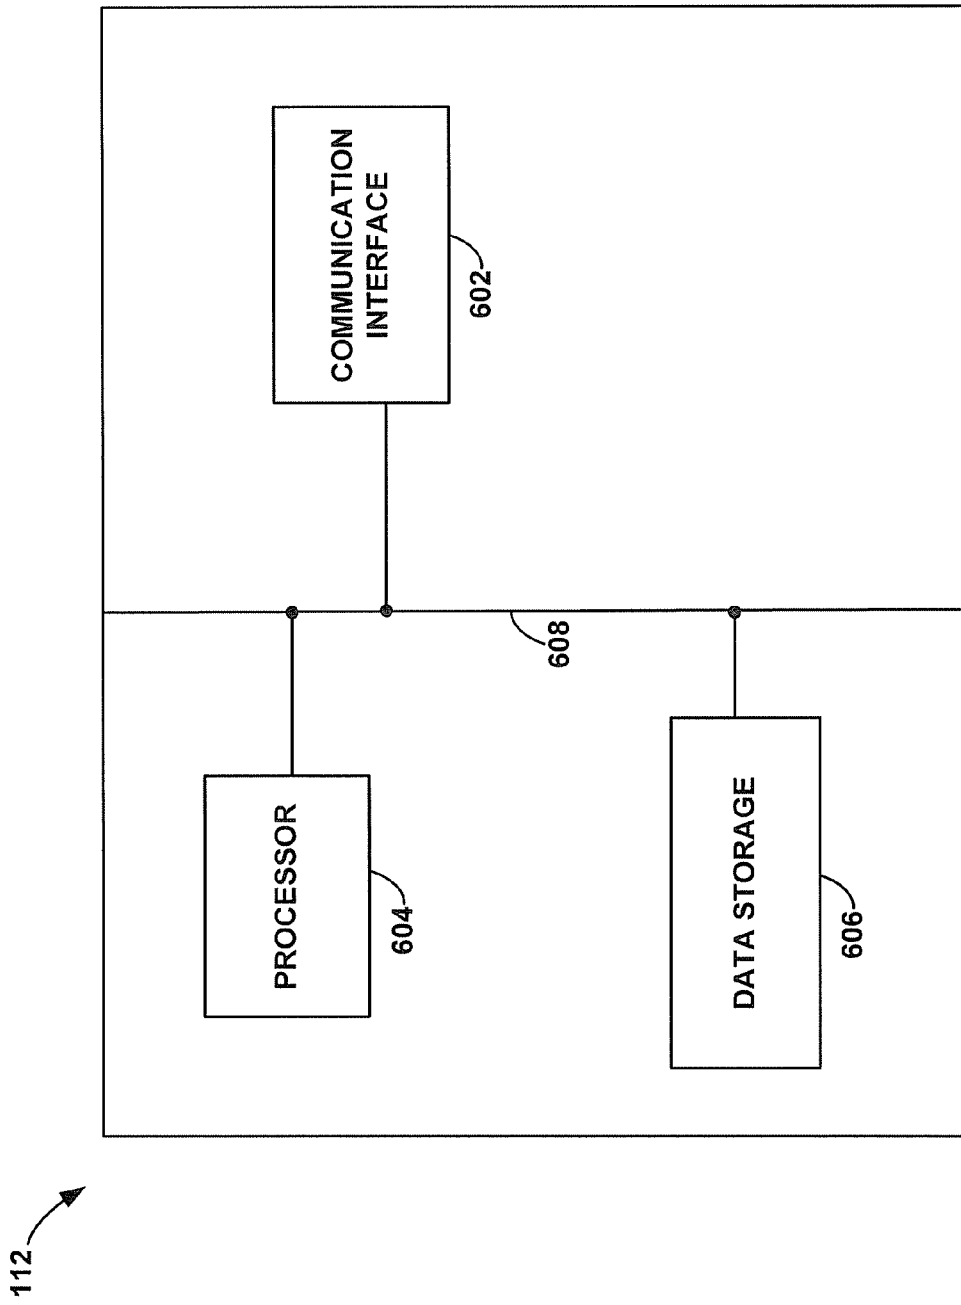 112
PROCESSOR
604
COMMUNICATION
INTERFACE
602
608
DATA STORAGE
606